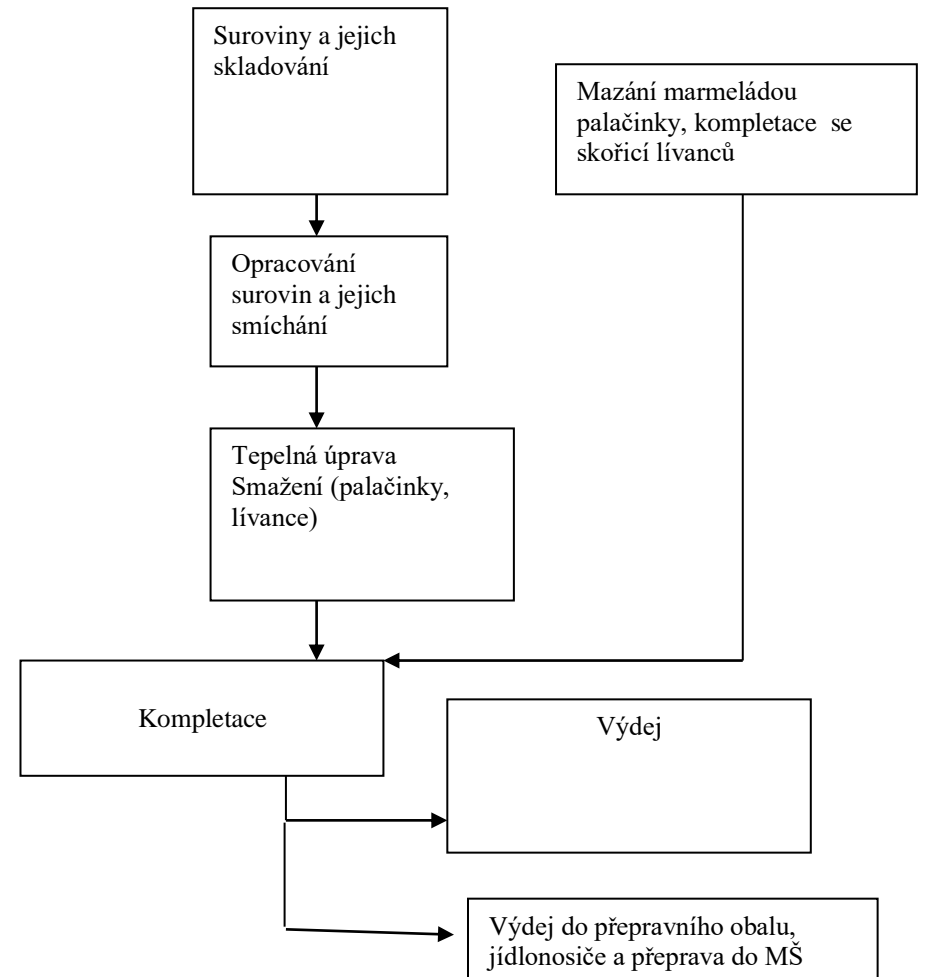 Suroviny a jejich
skladování
Mazání marmeládou
palačinky, kompletace  se
skořicí lívanců
Opracování
surovin a jejich
smíchání
Tepelná úprava
Smažení (palačinky,
lívance)
Kompletace
Výdej
Výdej do přepravního obalu,
jídlonosiče a přeprava do MŠ